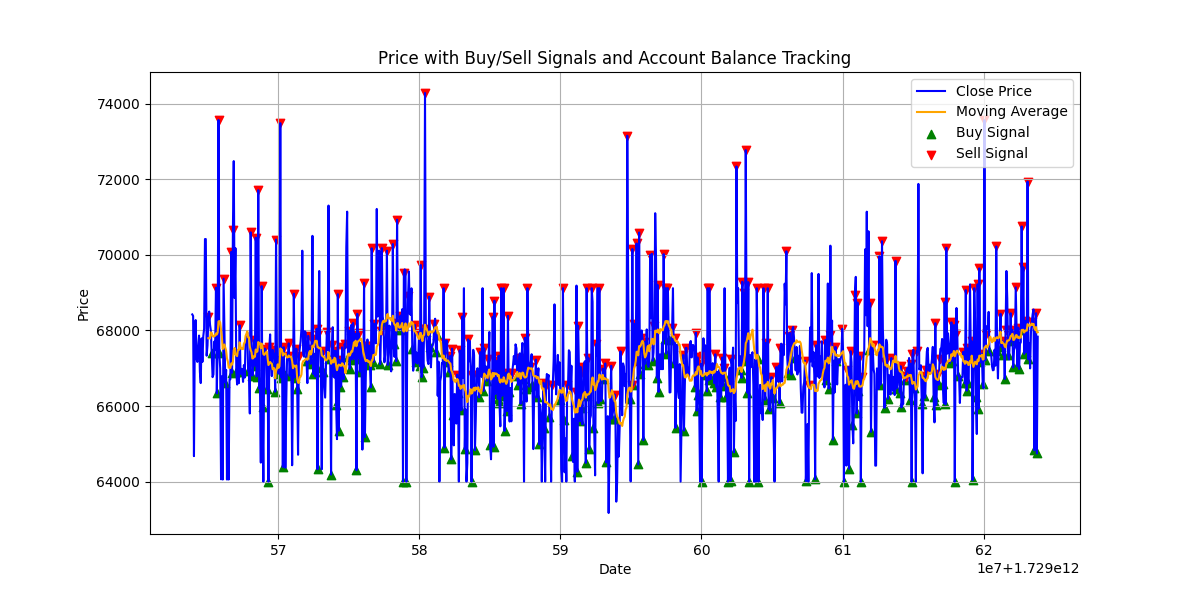 Price with Buy/Sell Signals and Account Balance Tracking
Close Price
Moving Average
Buy Signal
Sell Signal
Price
74000
72000
70000
68000
66000
64000
57
58
59
60
61
62
1e7+1.729e12
Date